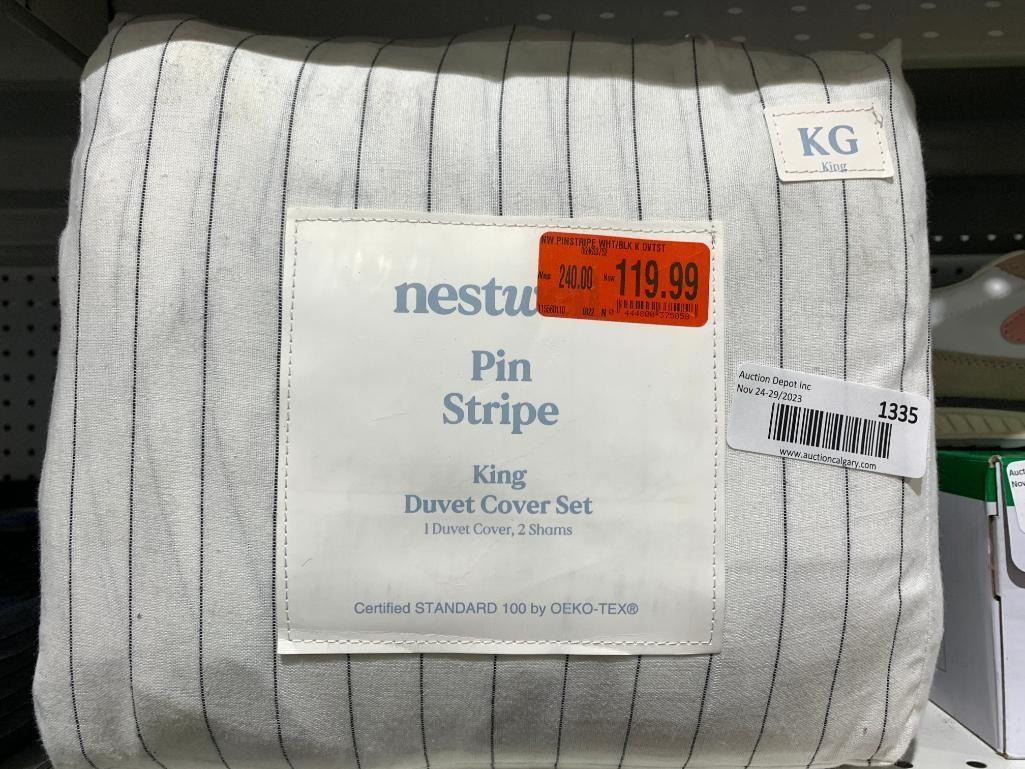 KG
King
NW PINSTRIPE WHT/BLK K DVTST
Was 240.00 Now 119.99
nestw
Pin
Stripe
King
Duvet Cover Set
1 Duvet Cover, 2 Shams
Certified STANDARD 100 by OEKO-TEX®
Auction Depot Inc
Nov 24-29/2023
1335
www.auctioncalgary.com
Auct
Nov